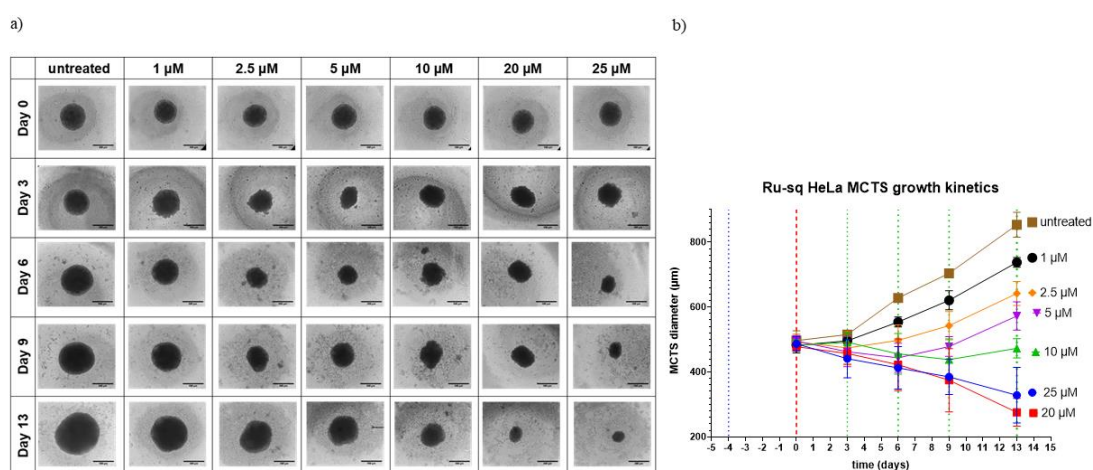 a)
b)
untreated 1 µM 2.5 µM 5 µM 10 µM 20 µM 25 µM
Day 0
Day 3
Day 6
Day 9
Day 13
Ru-sq HeLa MCTS growth kinetics
MCTS diameter (µm)
800
600
400
200
untreated
1 µM
2.5 µM
5 µM
10 µM
25 µM
20 µM
-5 -4 -3 -2 -1 0 1 2 3 4 5 6 7 8 9 10 11 12 13 14 15
time (days)